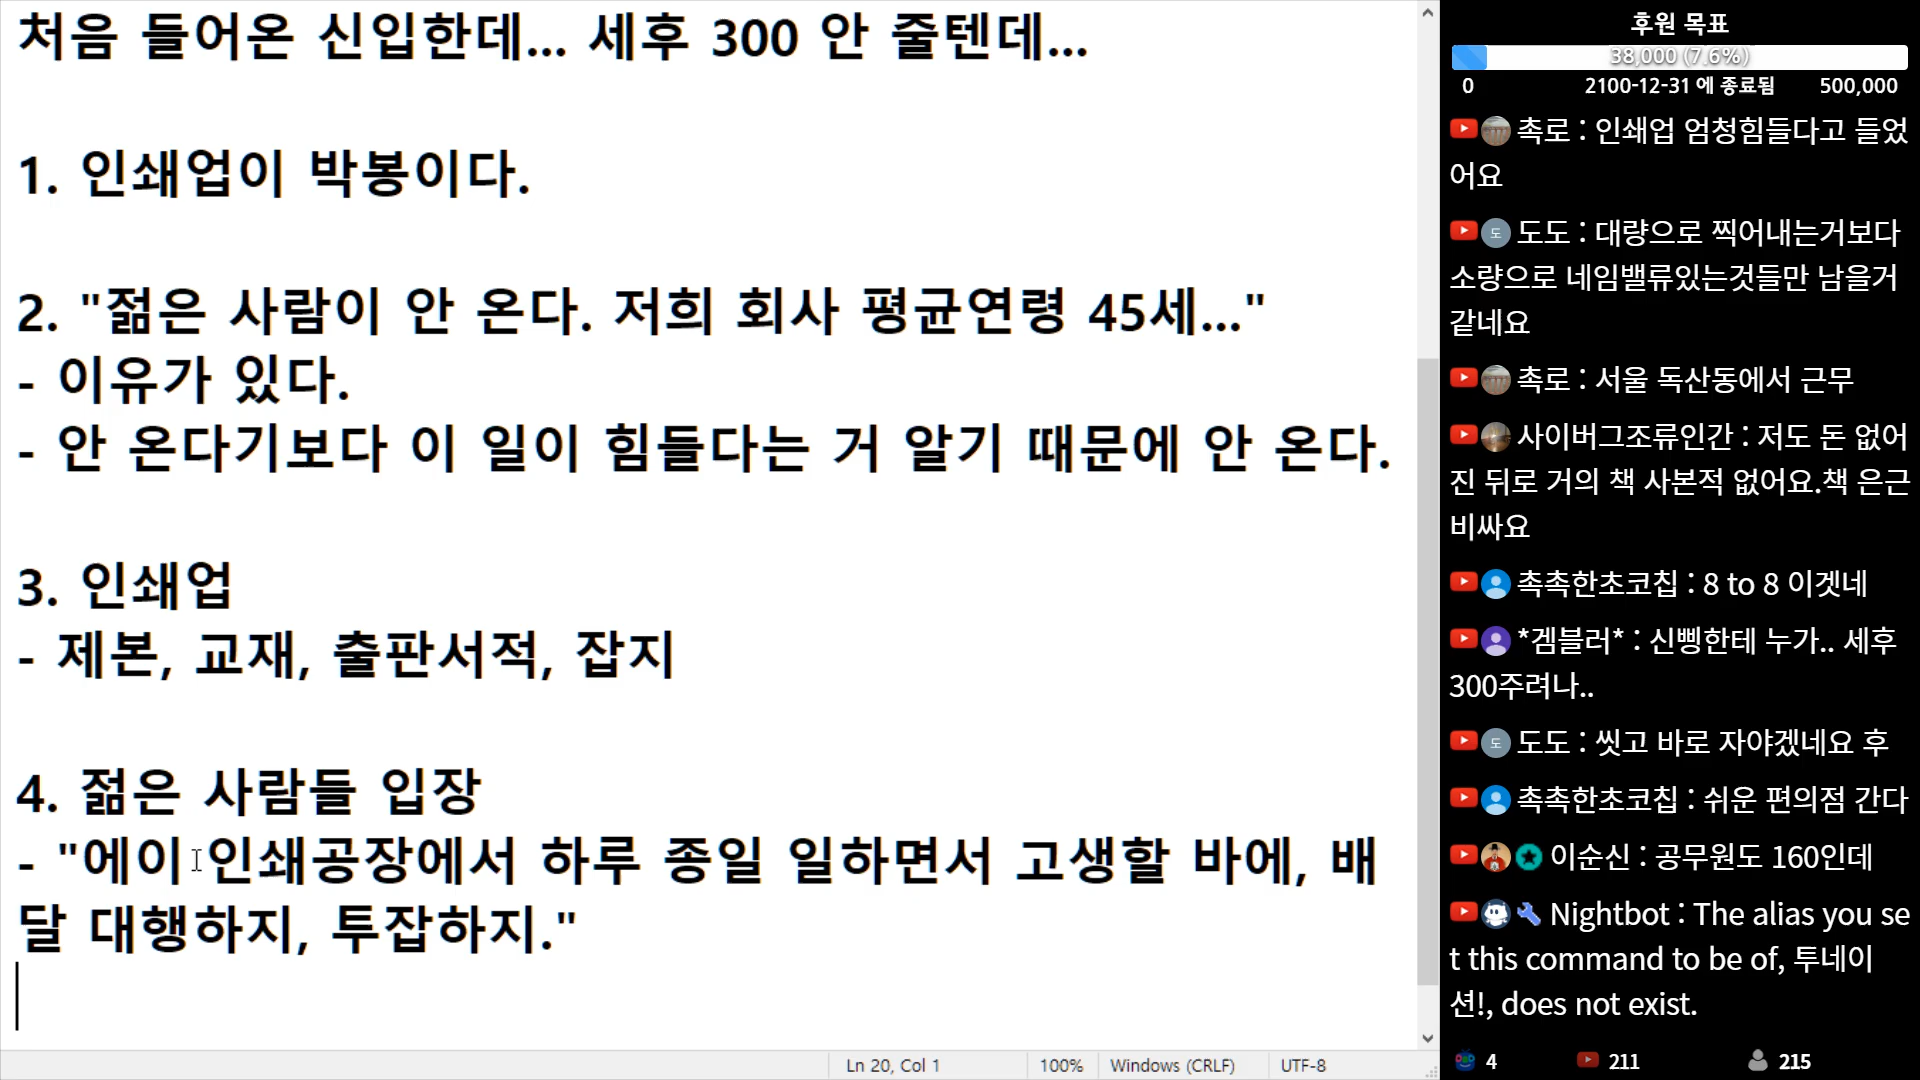 처음 들어온 신입한데... 세후 300 안 줄텐데...
1. 인쇄업이 박봉이다.
2. "젊은 사람이 안 온다. 저희 회사 평균연령 45세..."
- 이유가 있다.
- 안 온다기보다 이 일이 힘들다는 거 알기 때문에 안 온다.
3. 인쇄업
- 제본, 교재, 출판서적, 잡지
4. 젊은 사람들 입장
- "에이 인쇄공장에서 하루 종일 일하면서 고생할 바에, 배
달 대행하지, 투잡하지."
Ln 20, Col 1
100%
Windows (CRLF)
UTF-8
후원 목표
38,000 (7.6%)
0
2100-12-31 에 종료됨
500,000
촉로 : 인쇄업 엄청힘들다고 들었
어요
도 도도 : 대량으로 찍어내는거보다
소량으로 네임밸류있는것들만 남을거
같네요
촉로 : 서울 독산동에서 근무
사이버그조류인간 : 저도 돈 없어
진 뒤로 거의 책 사본적 없어요.책 은근
비싸요
촉촉한초코칩 : 8 to 8 이겟네
*겜블러* : 신삥한테 누가.. 세후
300주려나..
도 도도 : 씻고 바로 자야겠네요 후
촉촉한초코칩 : 쉬운 편의점 간다
이순신 : 공무원도 160인데
Nightbot : The alias you se
t this command to be of, 투네이
션!, does not exist.
4
211
215